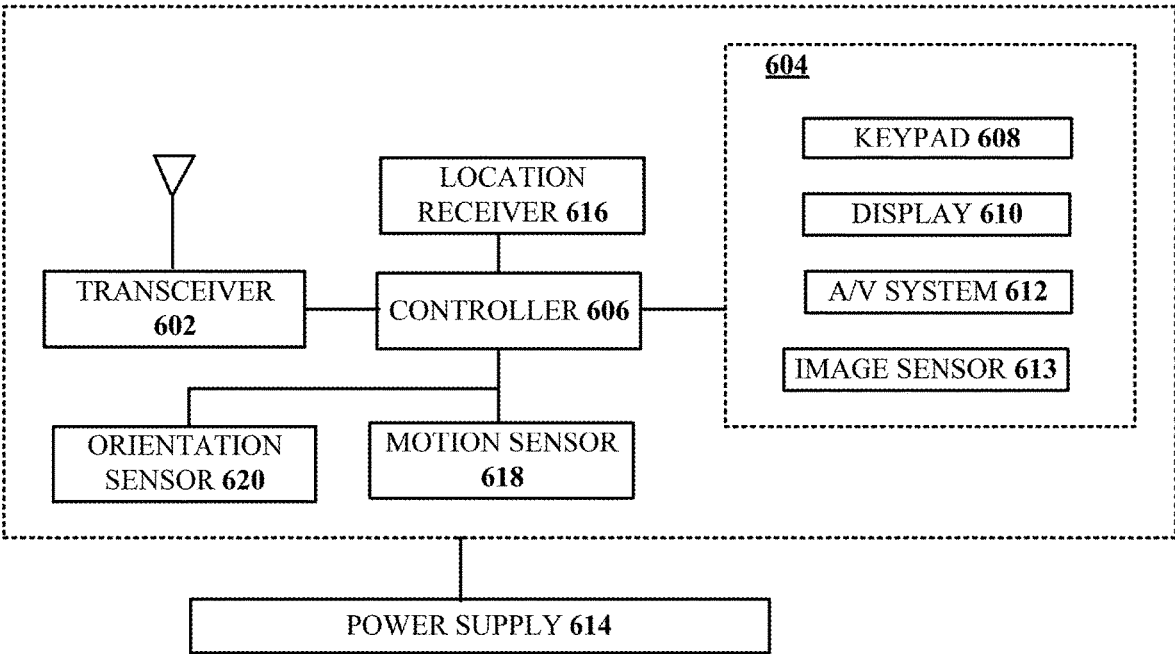 604
KEYPAD 608
LOCATION
RECEIVER 616
DISPLAY 610
TRANSCEIVER
602
CONTROLLER 606
A/V SYSTEM 612
IMAGE SENSOR 613
ORIENTATION
SENSOR 620
MOTION SENSOR
618
POWER SUPPLY 614